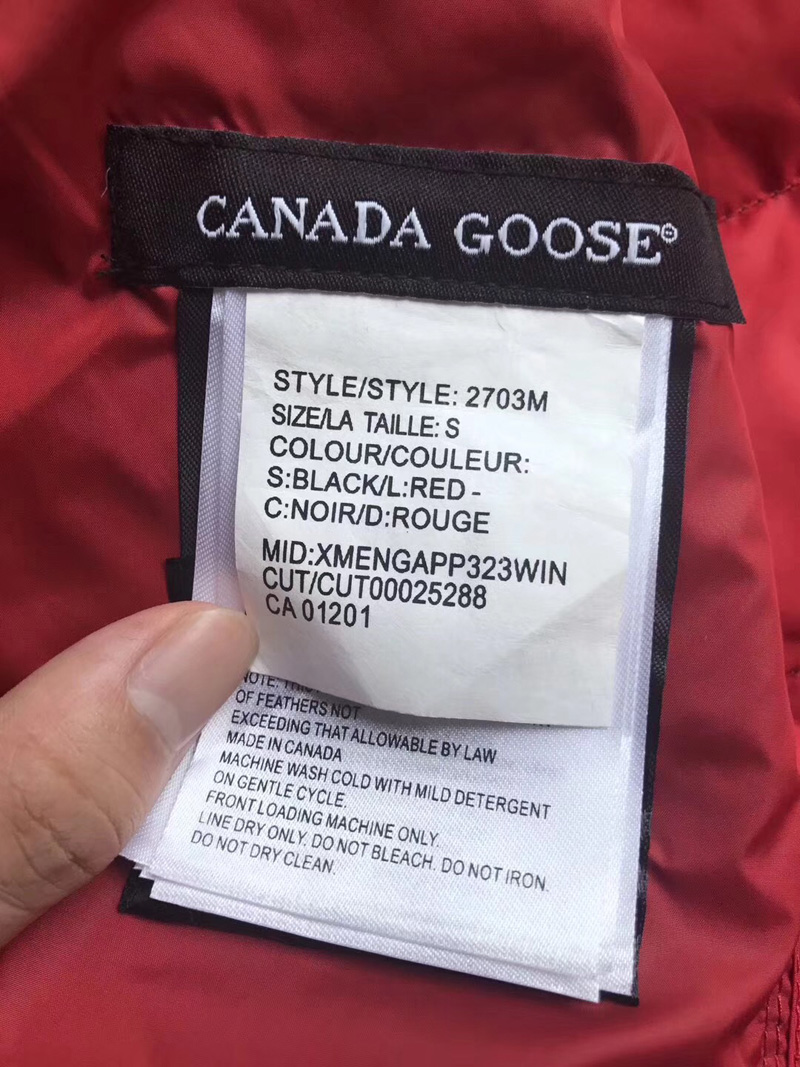 CANADA GOOSE®
STYLE/STYLE: 2703M
SIZE/LA TAILLE: S
COLOUR/COULEUR:
S:BLACK/L:RED -
C:NOIR/D:ROUGE
MID:XMENGAPP323WIN
CUT/CUT00025288
CA 01201
NOTE: THIS
OF FEATHERS NOT
EXCEEDING THAT ALLOWABLE BY LAW
MADE IN CANADA
MACHINE WASH COLD WITH MILD DETERGENT
ON GENTLE CYCLE.
FRONT LOADING MACHINE ONLY.
LINE DRY ONLY. DO NOT BLEACH. DO NOT IRON.
DO NOT DRY CLEAN.